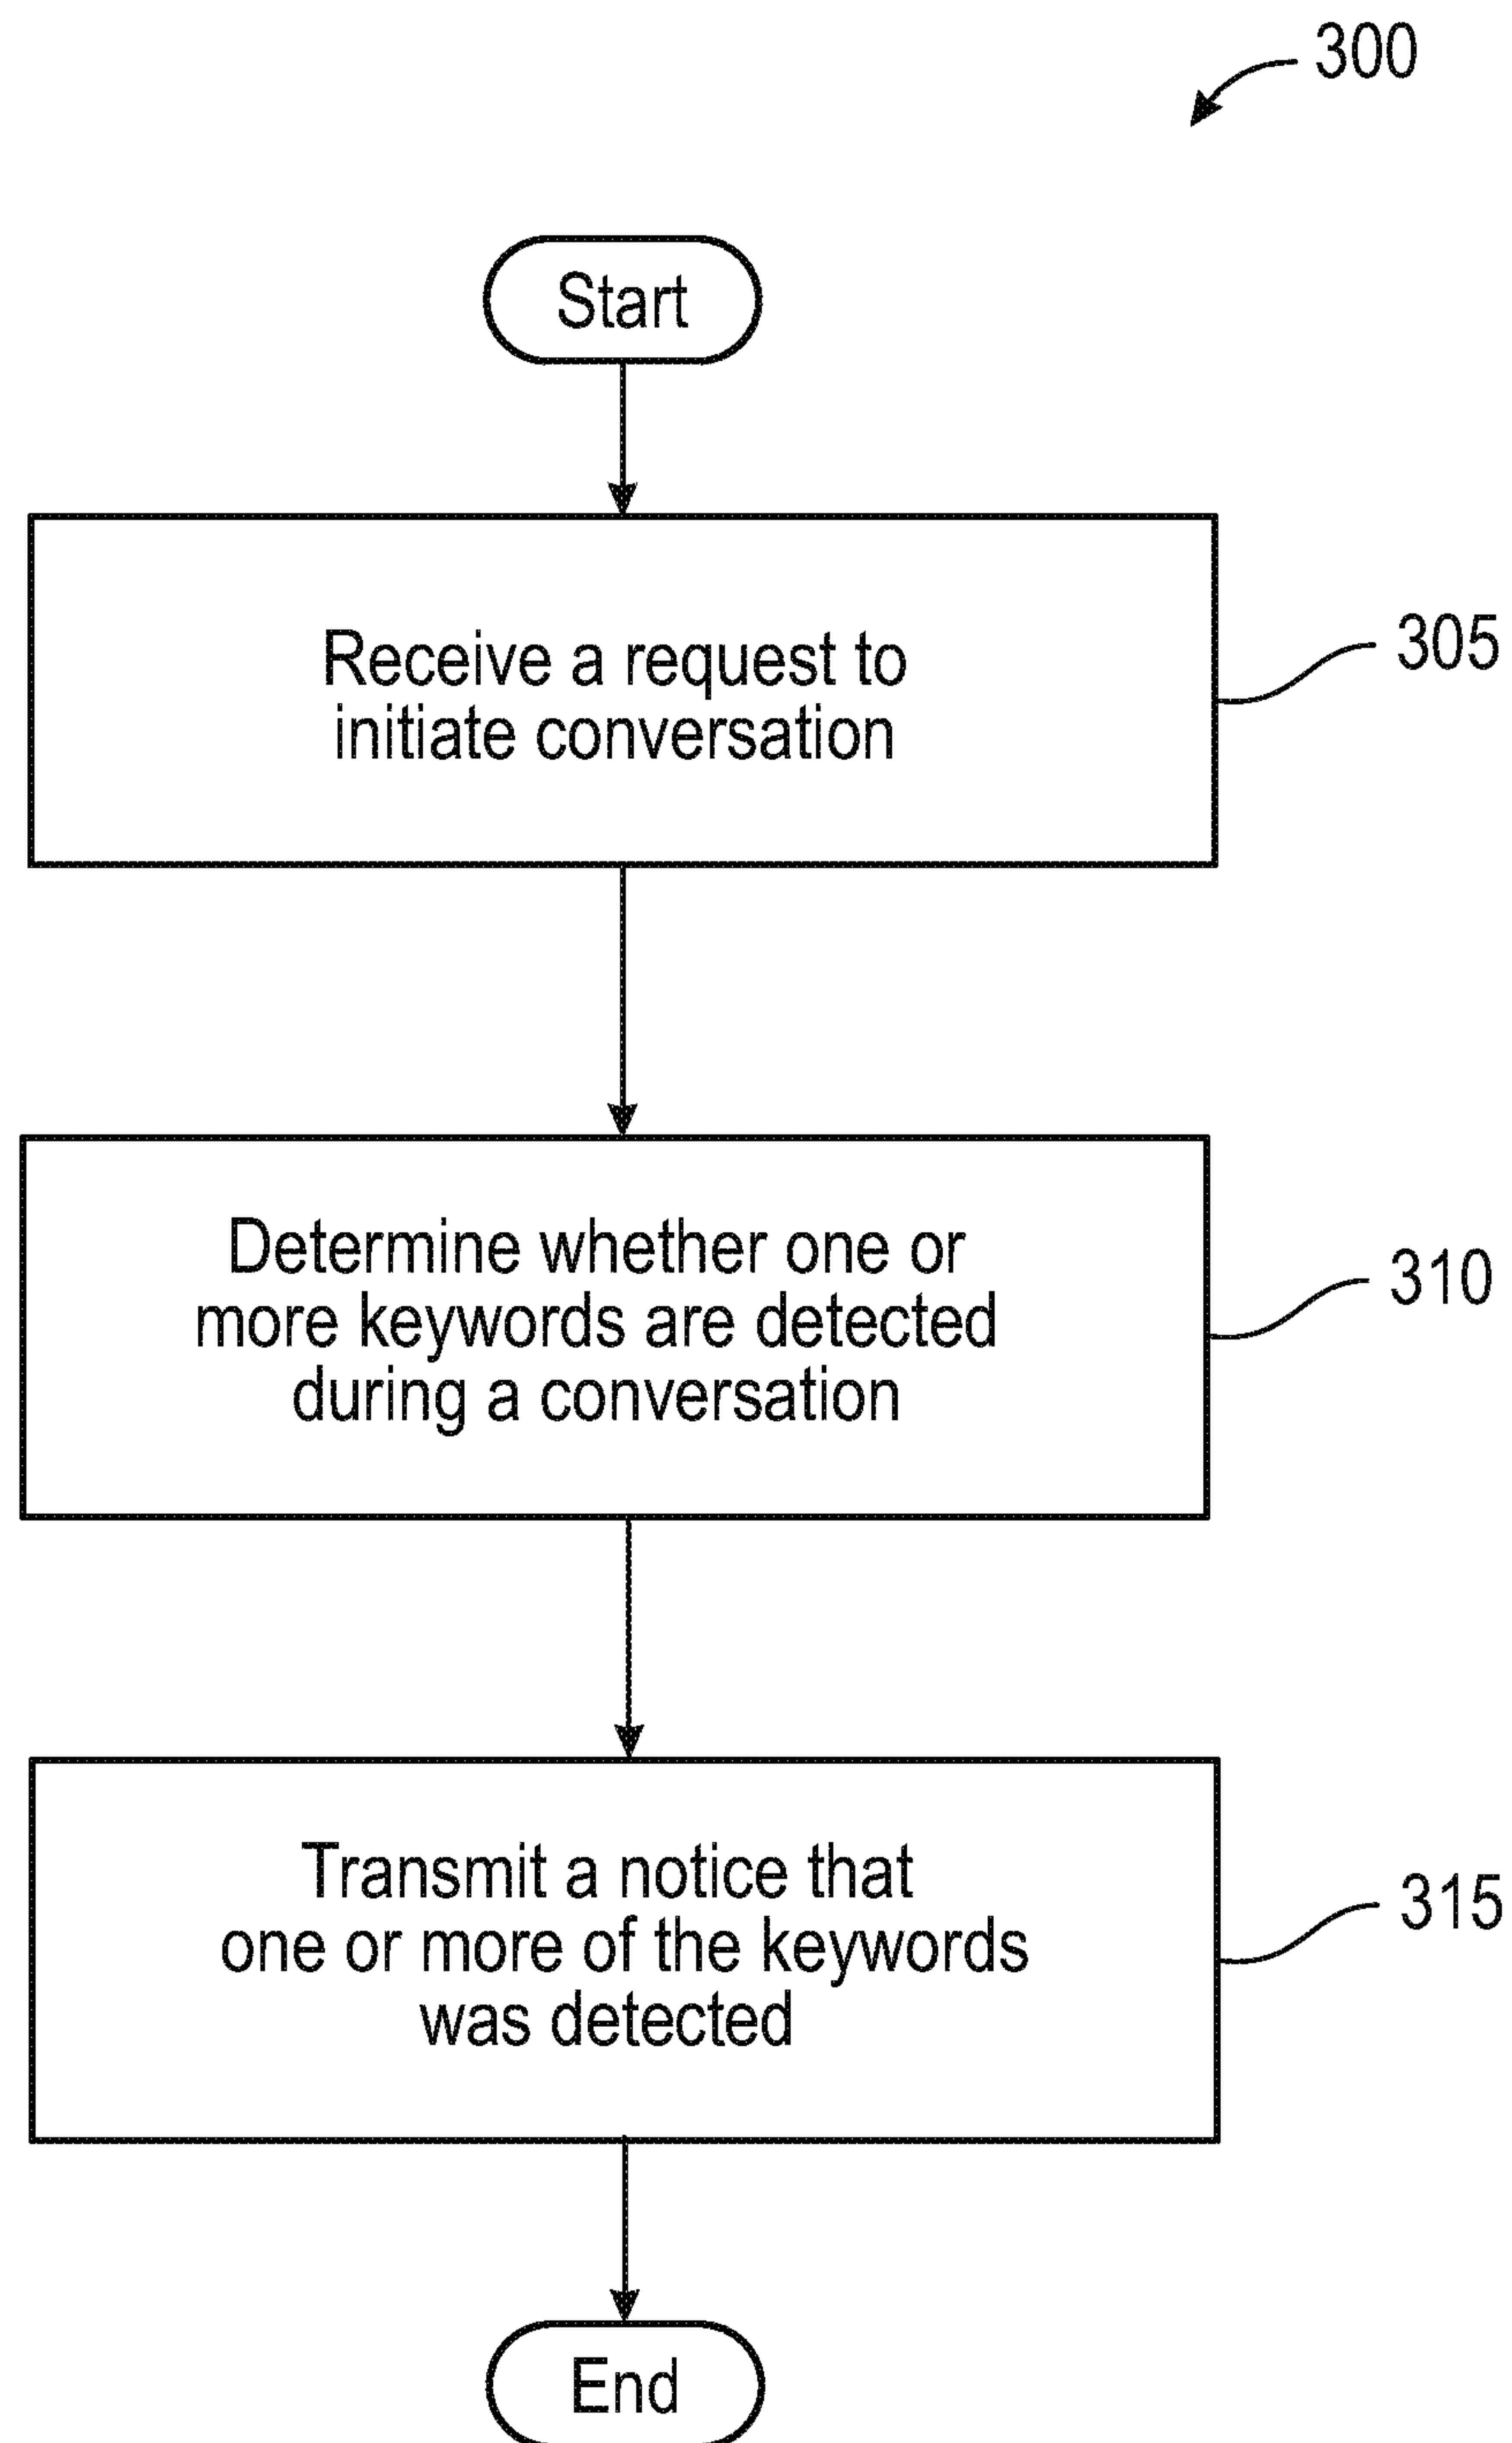 300
Start
Receive a request to
initiate conversation
305
Determine whether one or
more keywords are detected
during a conversation
310
Transmit a notice that
one or more of the keywords
was detected
315
End